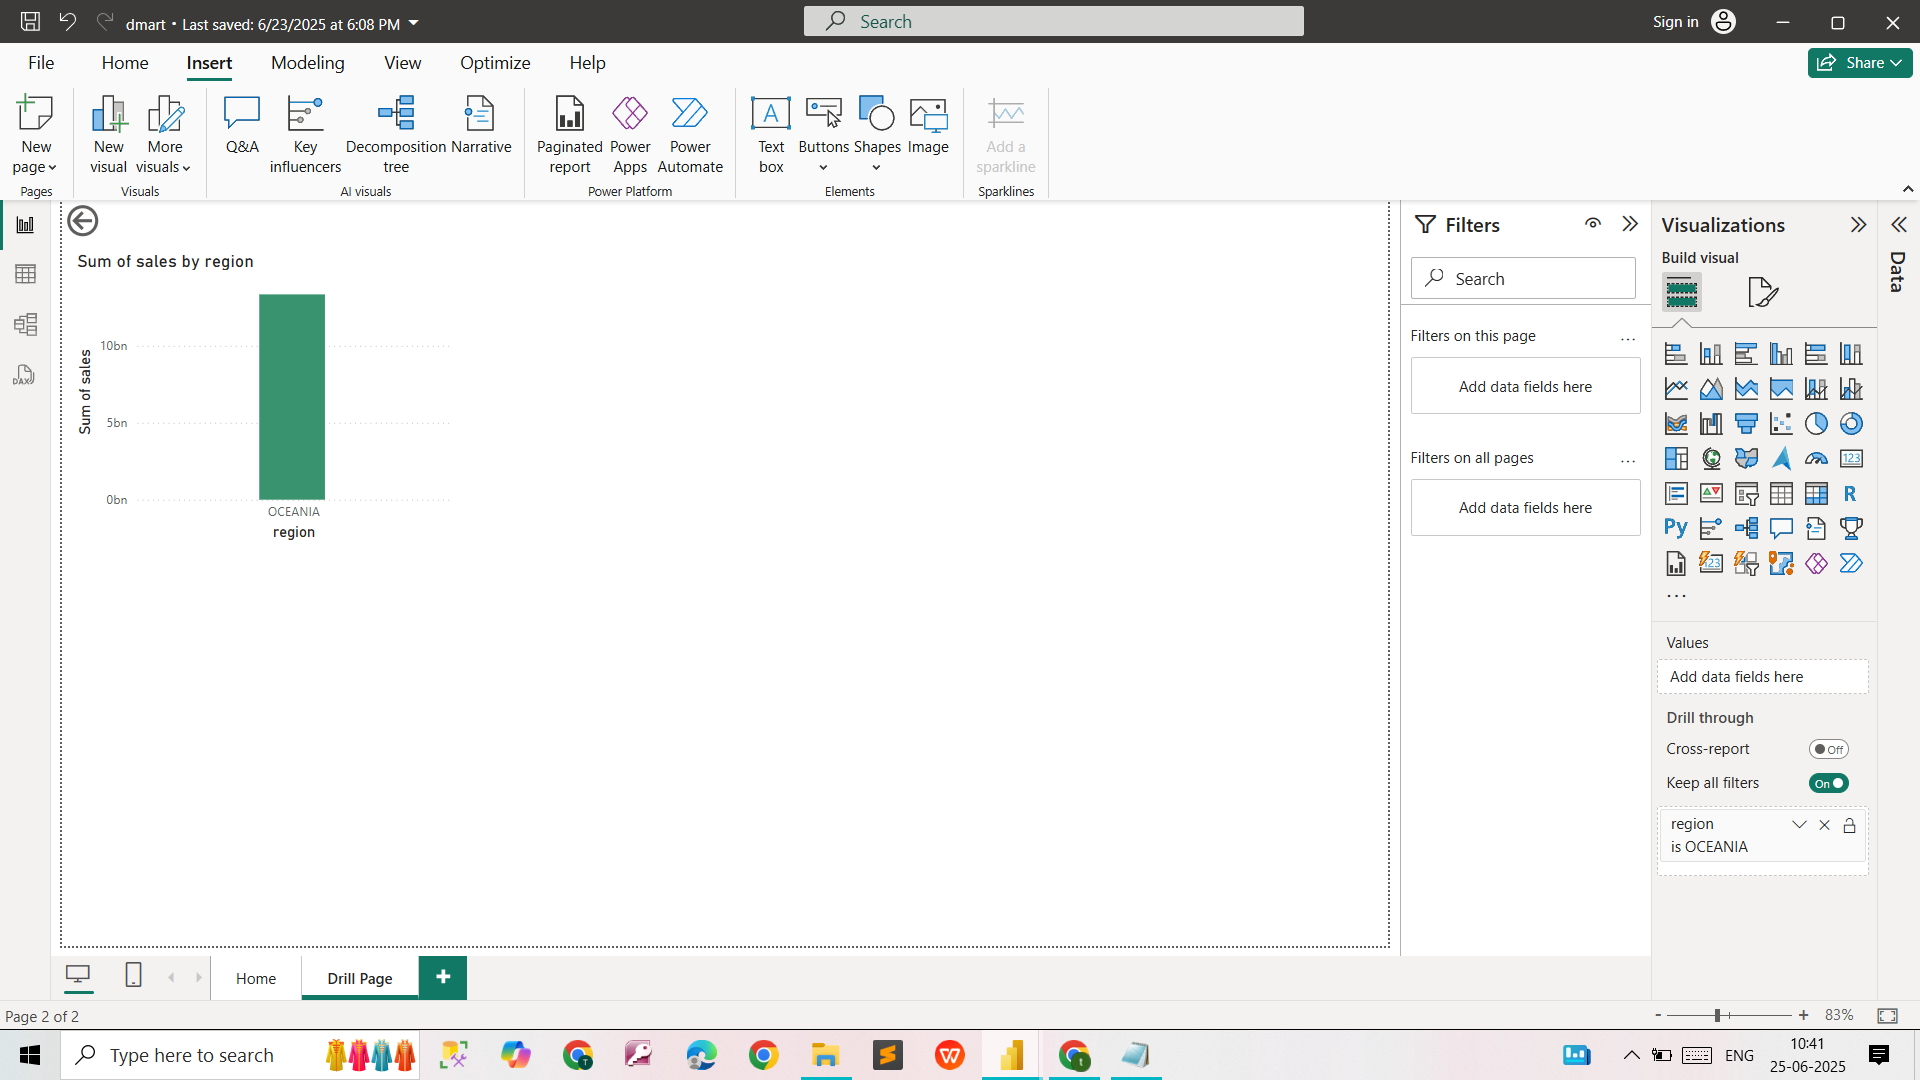 dmart • Last saved: 6/23/2025 at 6:08 PM
Search
Sign in
File
Home
Insert
Modeling
View
Optimize
Help
Share
New page
New visual
More visuals
Q&A
Key influencers
Decomposition tree
Narrative
Paginated report
Power Apps
Power Automate
A
Text box
Buttons
Shapes
Image
Add a sparkline
Pages
Visuals
AI visuals
Power Platform
Elements
Sparklines
DAX
Sum of sales by region
Sum of sales
10bn
5bn
0bn
OCEANIA
region
Filters
Search
Filters on this page
...
Add data fields here
Filters on all pages
...
Add data fields here
Visualizations
Build visual
123
R
Py
123
...
Values
Add data fields here
Drill through
Cross-report
Off
Keep all filters
On
region
is OCEANIA
Data
Home
Drill Page
+
Page 2 of 2
- + 83%
Type here to search
T
S
W
t
ENG
10:41
25-06-2025